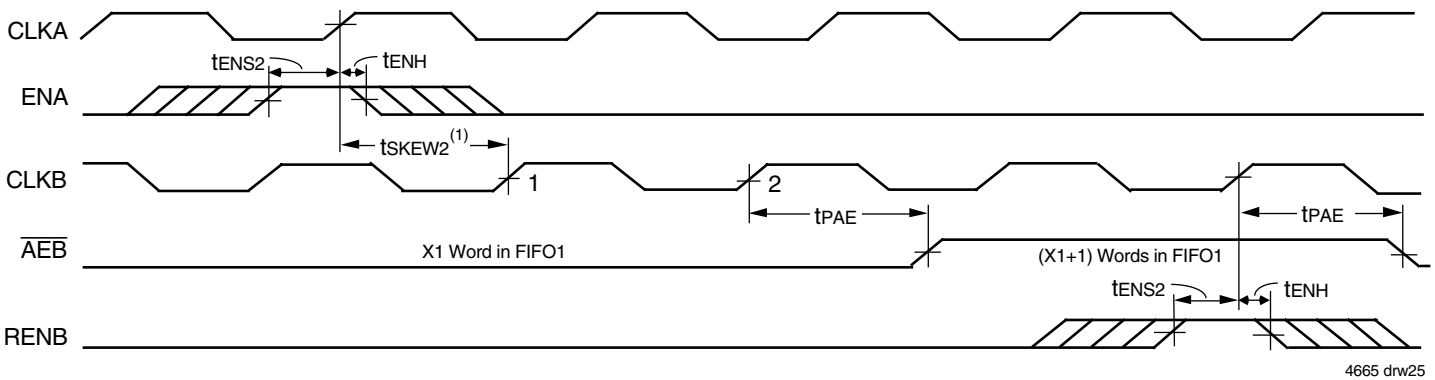 CLKA
tENS2 tENH
ENA
tSKEW2(1)
CLKB 1 2
tPAE tPAE
AEB X1 Word in FIFO1 (X1+1) Words in FIFO1
tENS2 tENH
RENB
4665 drw25